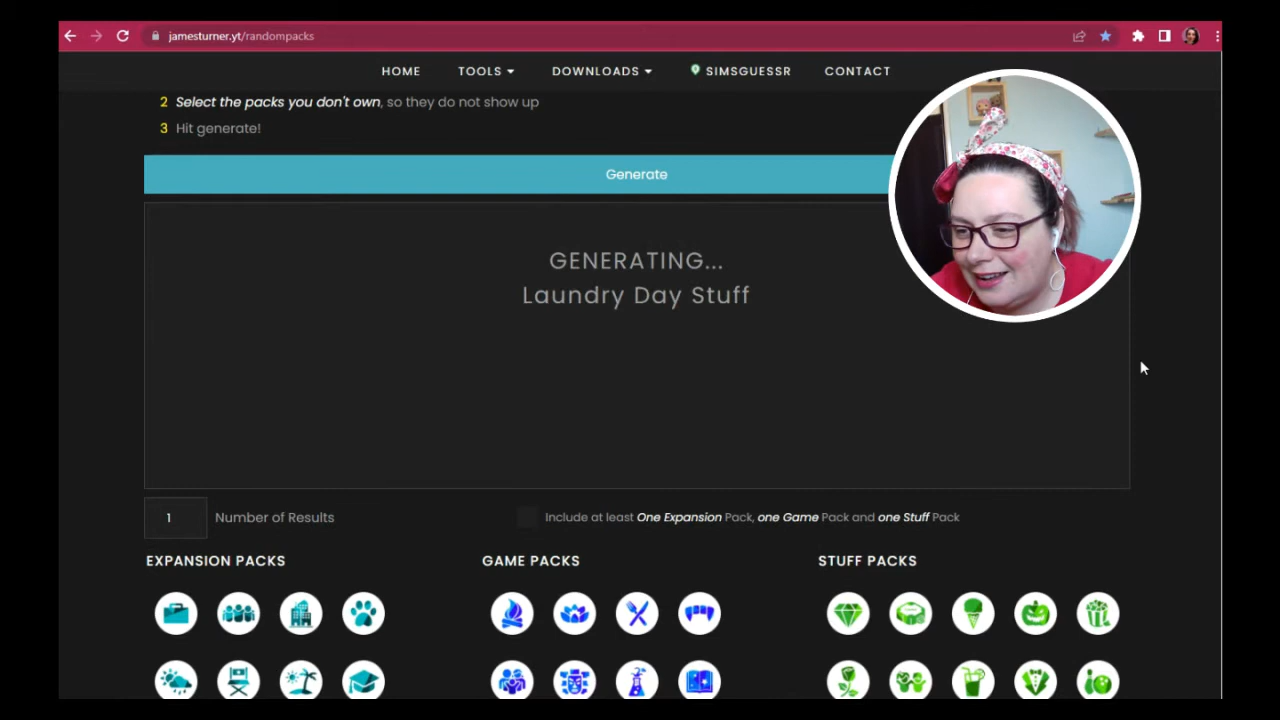 jamesturner.yt/randompacks
HOME TOOLS DOWNLOADS SIMSGUESSR CONTACT
2 Select the packs you don't own, so they do not show up
3 Hit generate!
Generate
GENERATING...
Laundry Day Stuff
1 Number of Results Include at least One Expansion Pack, one Game Pack and one Stuff Pack
EXPANSION PACKS GAME PACKS STUFF PACKS